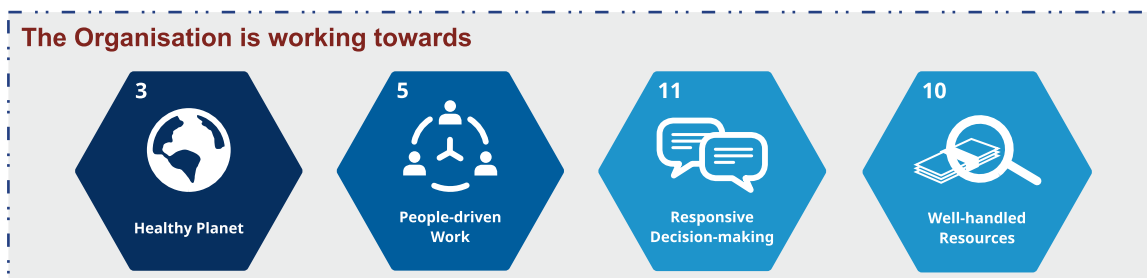 The Organisation is working towards
3
Healthy Planet
5
People-driven
Work
11
Responsive
Decision-making
10
Well-handled
Resources